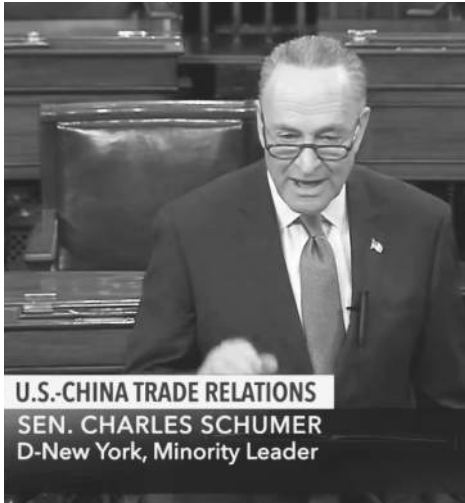 U.S.-CHINA TRADE RELATIONS
SEN. CHARLES SCHUMER
D-New York, Minority Leader